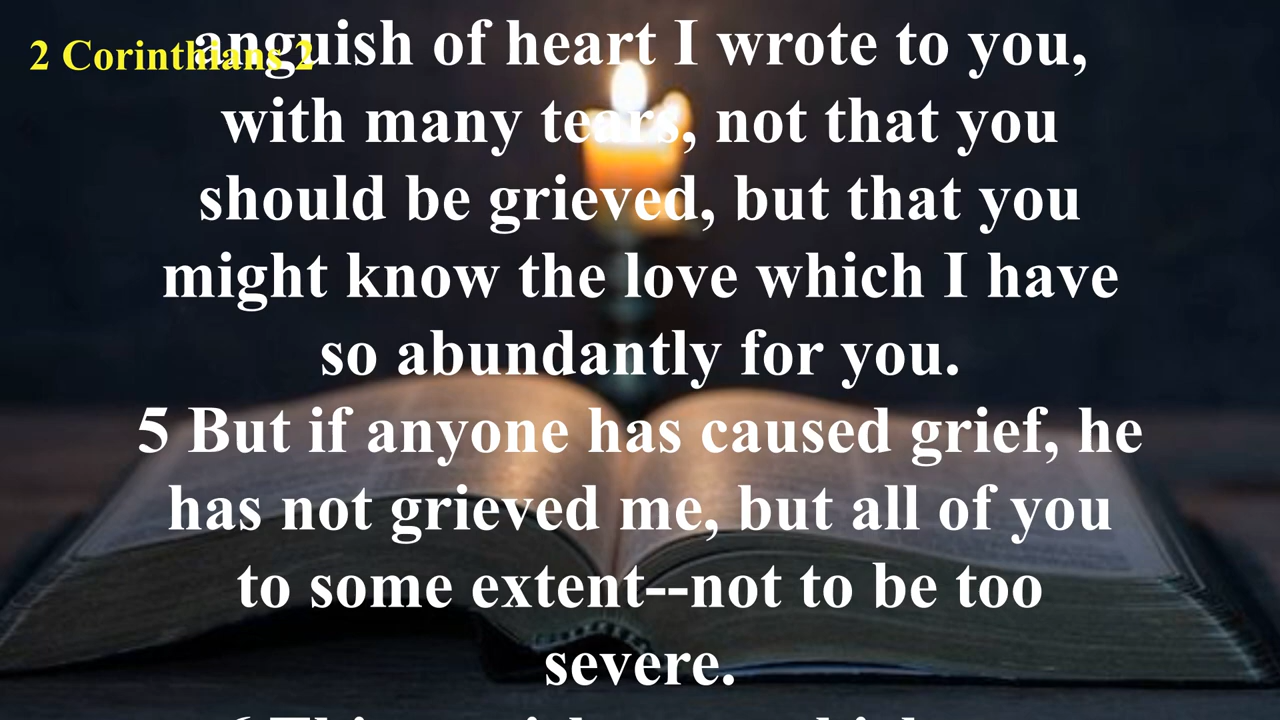 2 Corinthians 2
anguish of heart I wrote to you,
with many tears, not that you
should be grieved, but that you
might know the love which I have
so abundantly for you.
5 But if anyone has caused grief, he
has not grieved me, but all of you
to some extent--not to be too
severe.